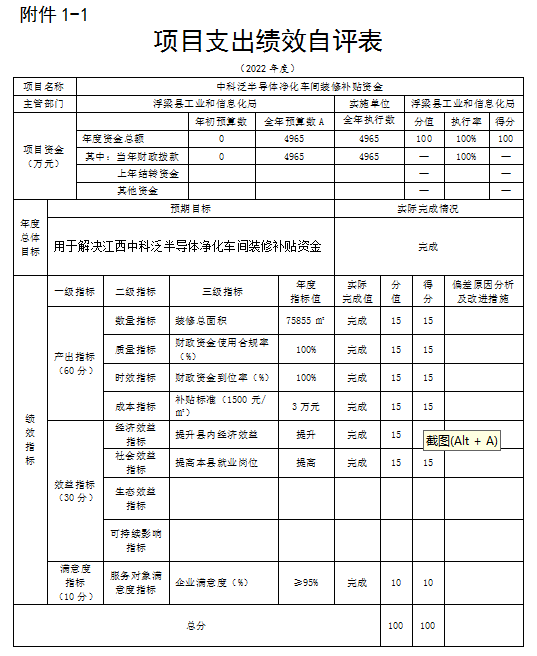 附件 1-1
项目支出绩效自评表
（2022 年度）
项目名称 中科泛半导体净化车间装修补贴资金
主管部门 浮梁县工业和信息化局 实施单位 浮梁县工业和信息化局
项目资金（万元） 年初预算数 全年预算数 A 全年执行数 分值 执行率 得分
年度资金总额 0 4965 4965 100 100% 100
其中：当年财政拨款 0 4965 4965 — 100% —
上年结转资金 — —
其他资金 — —
年度总体目标 预期目标 实际完成情况
用于解决江西中科泛半导体净化车间装修补贴资金 完成
绩效指标 一级指标 二级指标 三级指标 年度指标值 实际完成值 分值 得分 偏差原因分析及改进措施
产出指标（60 分） 数量指标 装修总面积 75855 ㎡ 完成 15 15
质量指标 财政资金使用合规率（%） 100% 完成 15 15
时效指标 财政资金到位率（%） 100% 完成 15 15
成本指标 补贴标准（1500 元/㎡） 3 万元 完成 15 15
效益指标（30 分） 经济效益指标 提升县内经济效益 提升 完成 15 15
截图(Alt + A)
社会效益指标 提高本县就业岗位 提高 完成 15 15
生态效益指标
可持续影响指标
满意度指标（10 分） 服务对象满意度指标 企业满意度（%） ≥95% 完成 10 10
总分 100 100